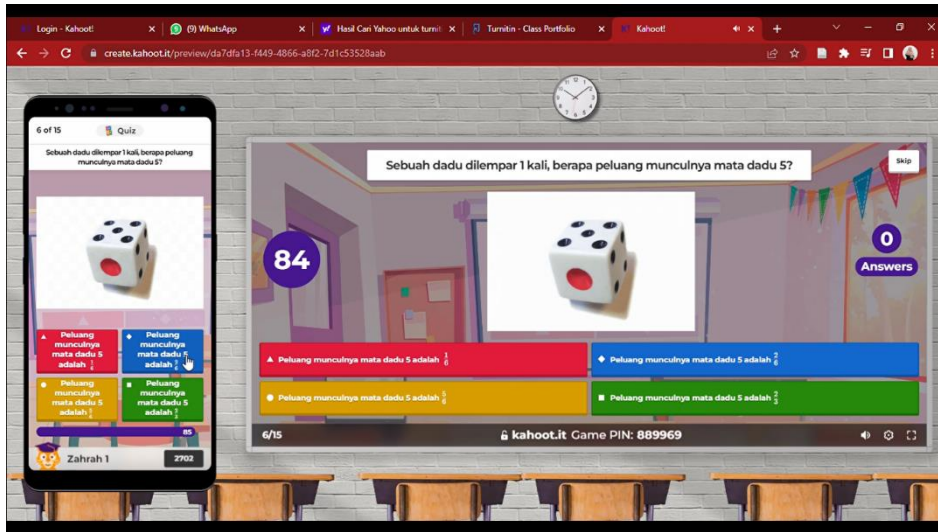 Login - Kahoot!
(9) WhatsApp
Hasil Cari Yahoo untuk turniti
Turnitin - Class Portfolio
Kahoot!
create.kahoot.it/preview/da7dfa13-f449-4866-a8f2-7d1c53528aab
6 of 15
Quiz
Sebuah dadu dilempar 1 kali, berapa peluang
munculnya mata dadu 5?
Peluang
munculnya
mata dadu 5
adalah 1/6
Peluang
munculnya
mata dadu 5
adalah 2/6
Peluang
munculnya
mata dadu 5
adalah 5/6
Peluang
munculnya
mata dadu 5
adalah
85
Zahrah 1
2702
Sebuah dadu dilempar 1 kali, berapa peluang munculnya mata dadu 5?
Skip
84
0
Answers
Peluang munculnya mata dadu 5 adalah 1/6
Peluang munculnya mata dadu 5 adalah 2/6
Peluang munculnya mata dadu 5 adalah 5/6
Peluang munculnya mata dadu 5 adalah
6/15
kahoot.it Game PIN: 889969